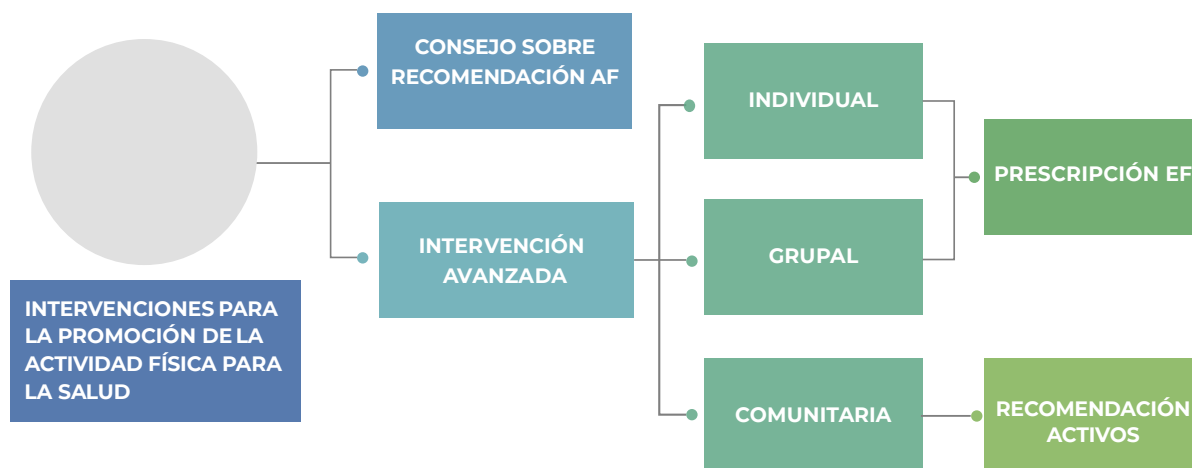 CONSEJO SOBRE
RECOMENDACIÓN AF
INDIVIDUAL
PRESCRIPCIÓN EF
INTERVENCIÓN
AVANZADA
GRUPAL
INTERVENCIONES PARA
LA PROMOCIÓN DE LA
ACTIVIDAD FÍSICA PARA
LA SALUD
COMUNITARIA
RECOMENDACIÓN
ACTIVOS